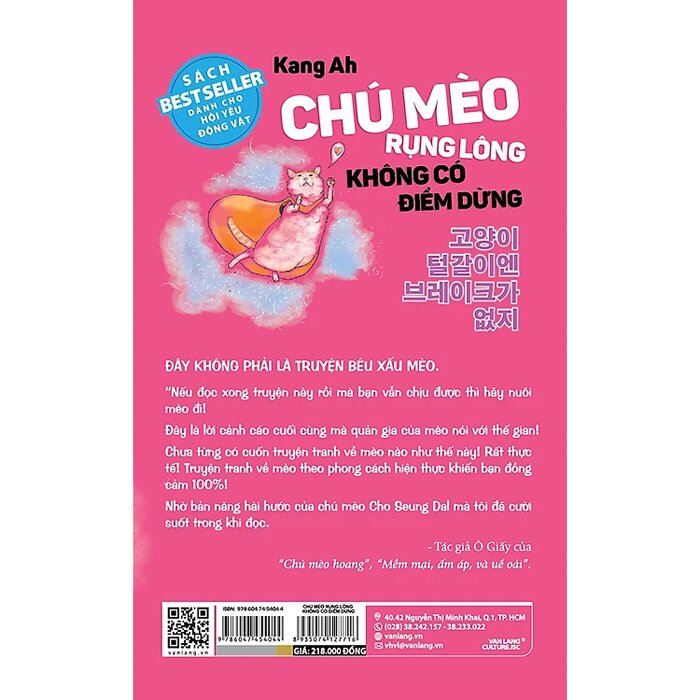 SÁCH
BESTSELLER
DÀNH CHO
HỘI YÊU
ĐỘNG VẬT
Kang Ah
CHÚ MÈO
RỤNG LÔNG
KHÔNG CÓ
ĐIỂM DỪNG
고양이
털갈이엔
브레이크가
없지
ĐÂY KHÔNG PHẢI LÀ TRUYỆN BÊU XẤU MÈO.
"Nếu đọc xong truyện này rồi mà bạn vẫn chịu được thì hãy nuôi
mèo đi!
Đây là lời cảnh cáo cuối cùng mà quản gia của mèo nói với thế gian!
Chưa từng có cuốn truyện tranh về mèo nào như thế này! Rất thực
tế! Truyện tranh về mèo theo phong cách hiện thực khiến bạn đồng
cảm 100%!
Nhờ bản năng hài hước của chú mèo Cho Seung Dal mà tôi đã cười
suốt trong khi đọc.
- Tác giả Ô Giấy của
"Chú mèo hoang", "Mềm mại, ấm áp, và uể oải".
vanlang.vn
ISBN: 978-604-74-5404-4
9 786047 454044
CHÚ MÈO RỤNG LÔNG
KHÔNG CÓ ĐIỂM DỪNG
8 935074 127716
GIÁ: 218.000 ĐỒNG
40.42 Nguyễn Thị Minh Khai, Q.1, TP. HCM
(028) 38.242.157 - 38.233.022
vanlang.vn
vhvl@vanlang.vn
VAN LANG®
CULTURE.JSC